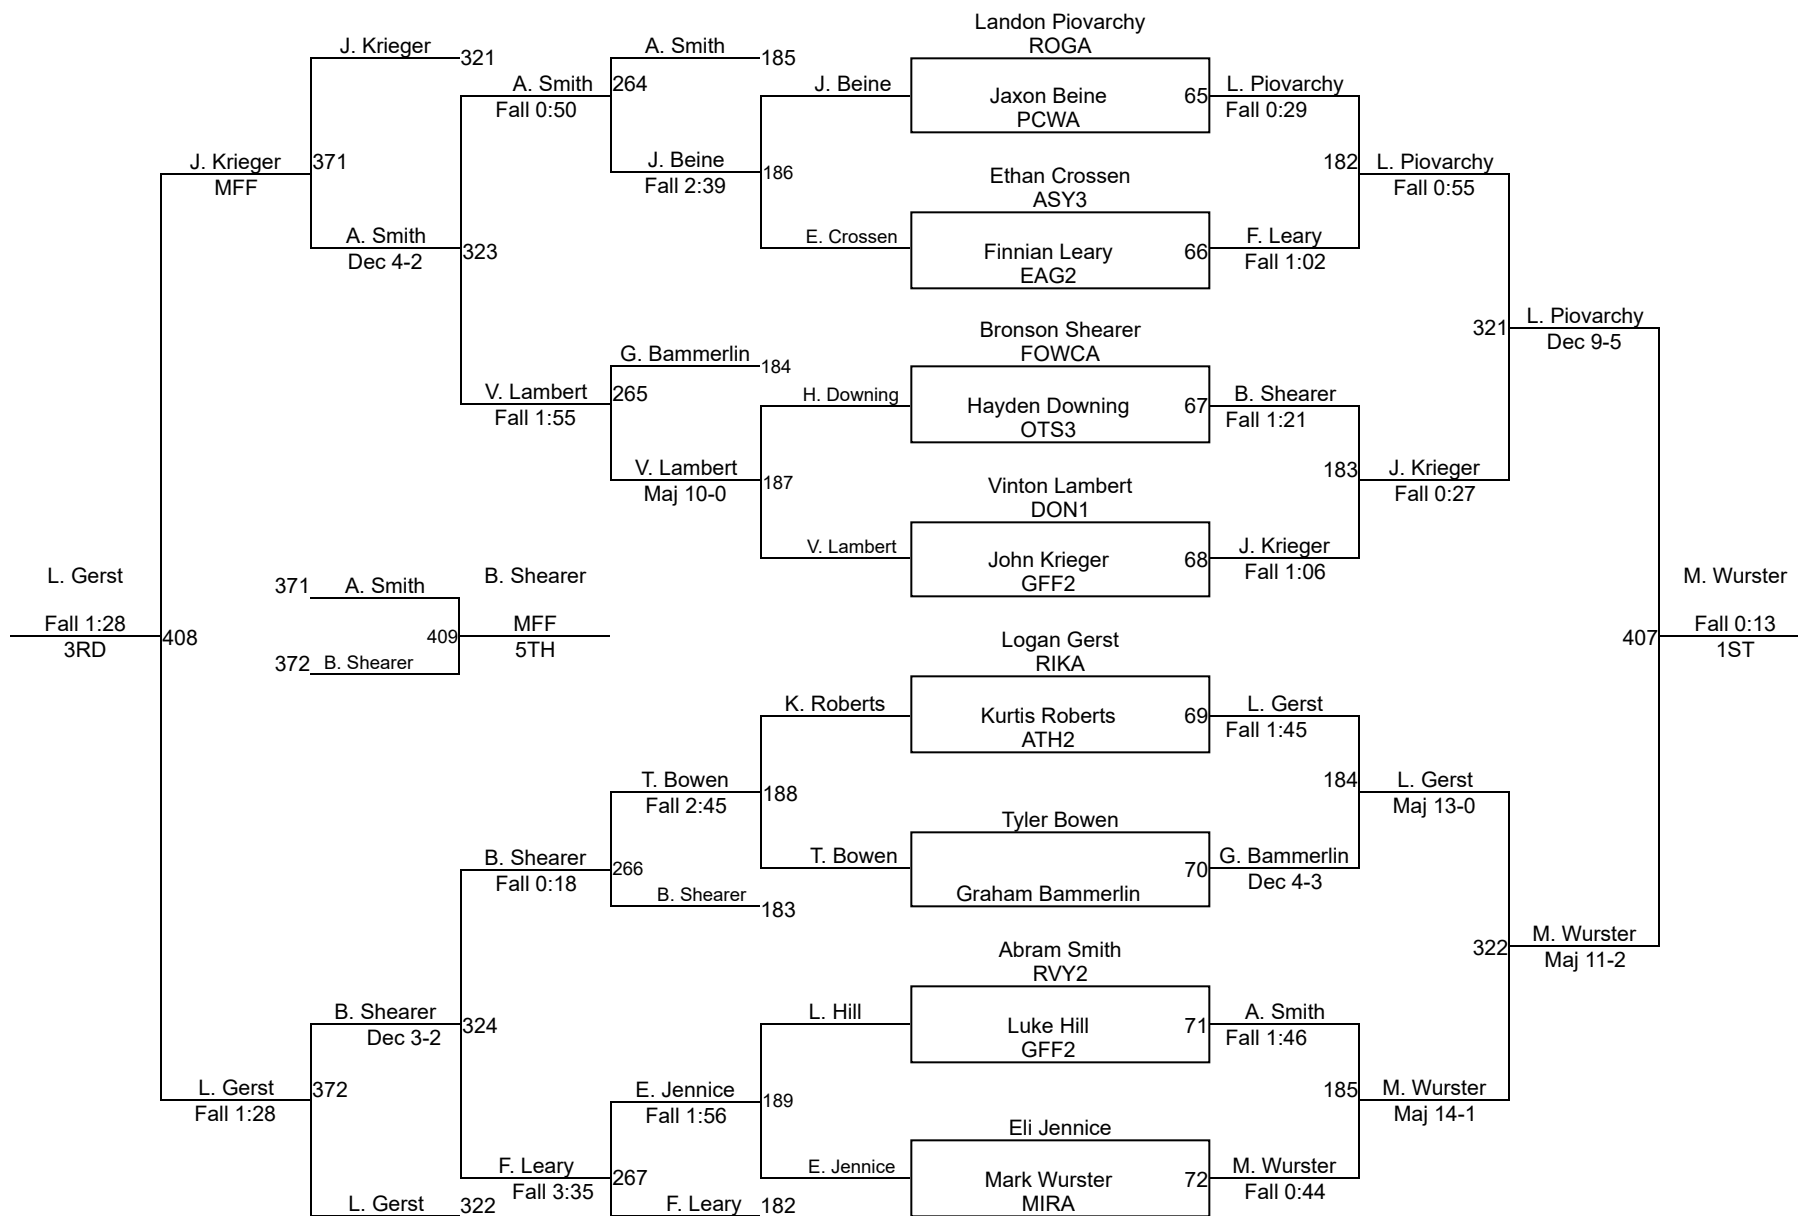 Landon Piovarchy
ROGA
J. Krieger
321
A. Smith
185
A. Smith
Fall 0:50
264
J. Beine
Jaxon Beine
PCWA
65
L. Piovarchy
Fall 0:29
J. Krieger
MFF
371
J. Beine
Fall 2:39
186
Ethan Crossen
ASY3
182
L. Piovarchy
Fall 0:55
A. Smith
Dec 4-2
323
E. Crossen
Finnian Leary
EAG2
66
F. Leary
Fall 1:02
Bronson Shearer
FOWCA
321
L. Piovarchy
Dec 9-5
G. Bammerlin
184
V. Lambert
Fall 1:55
265
H. Downing
Hayden Downing
OTS3
67
B. Shearer
Fall 1:21
V. Lambert
Maj 10-0
187
Vinton Lambert
DON1
183
J. Krieger
Fall 0:27
V. Lambert
John Krieger
GFF2
68
J. Krieger
Fall 1:06
L. Gerst
Fall 1:28
3RD
408
371
A. Smith
372
B. Shearer
409
B. Shearer
MFF
5TH
M. Wurster
407
Fall 0:13
1ST
Logan Gerst
RIKA
K. Roberts
Kurtis Roberts
ATH2
69
L. Gerst
Fall 1:45
T. Bowen
Fall 2:45
188
Tyler Bowen
184
L. Gerst
Maj 13-0
B. Shearer
Fall 0:18
266
T. Bowen
Graham Bammerlin
70
G. Bammerlin
Dec 4-3
B. Shearer
183
Abram Smith
RVY2
322
M. Wurster
Maj 11-2
B. Shearer
Dec 3-2
324
L. Hill
Luke Hill
GFF2
71
A. Smith
Fall 1:46
L. Gerst
Fall 1:28
372
E. Jennice
Fall 1:56
189
Eli Jennice
185
M. Wurster
Maj 14-1
F. Leary
Fall 3:35
267
E. Jennice
Mark Wurster
MIRA
72
M. Wurster
Fall 0:44
L. Gerst
322
F. Leary
182